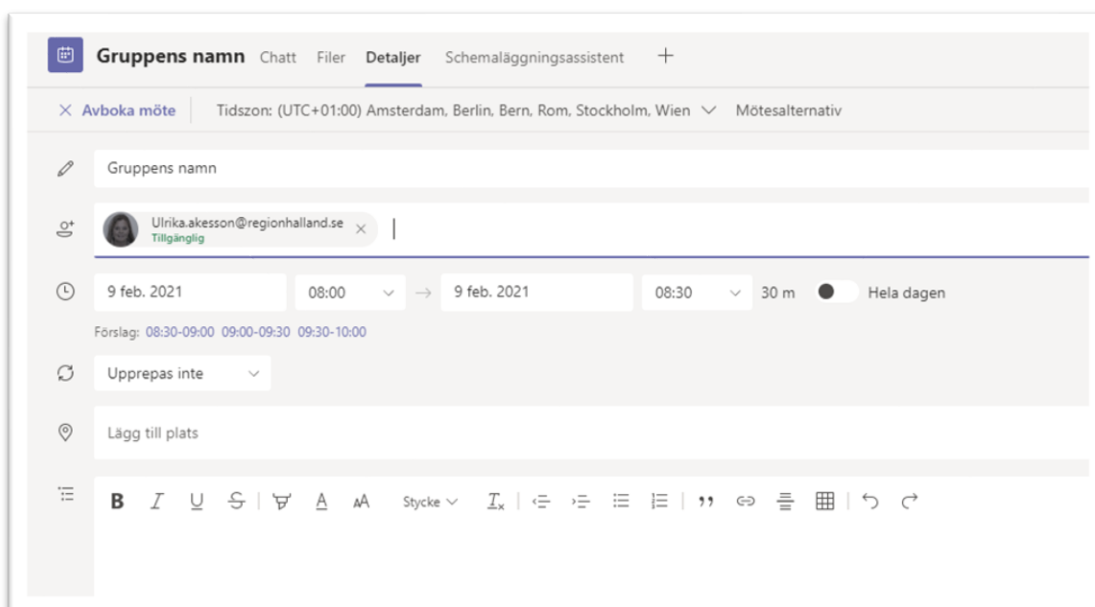 Gruppens namn Chatt Filer Detaljer Schemaläggningsassistent
Avboka möte Tidszon: (UTC+01:00) Amsterdam, Berlin, Bern, Rom, Stockholm, Wien Mötesalternativ
Gruppens namn
Ulrika.akesson@regionhalland.se
Tillgänglig
9 feb. 2021 08:00 → 9 feb. 2021 08:30 30 m Hela dagen
Förslag: 08:30-09:00 09:00-09:30 09:30-10:00
Upprepas inte
Lägg till plats
B I U S A AA Stycke Tx